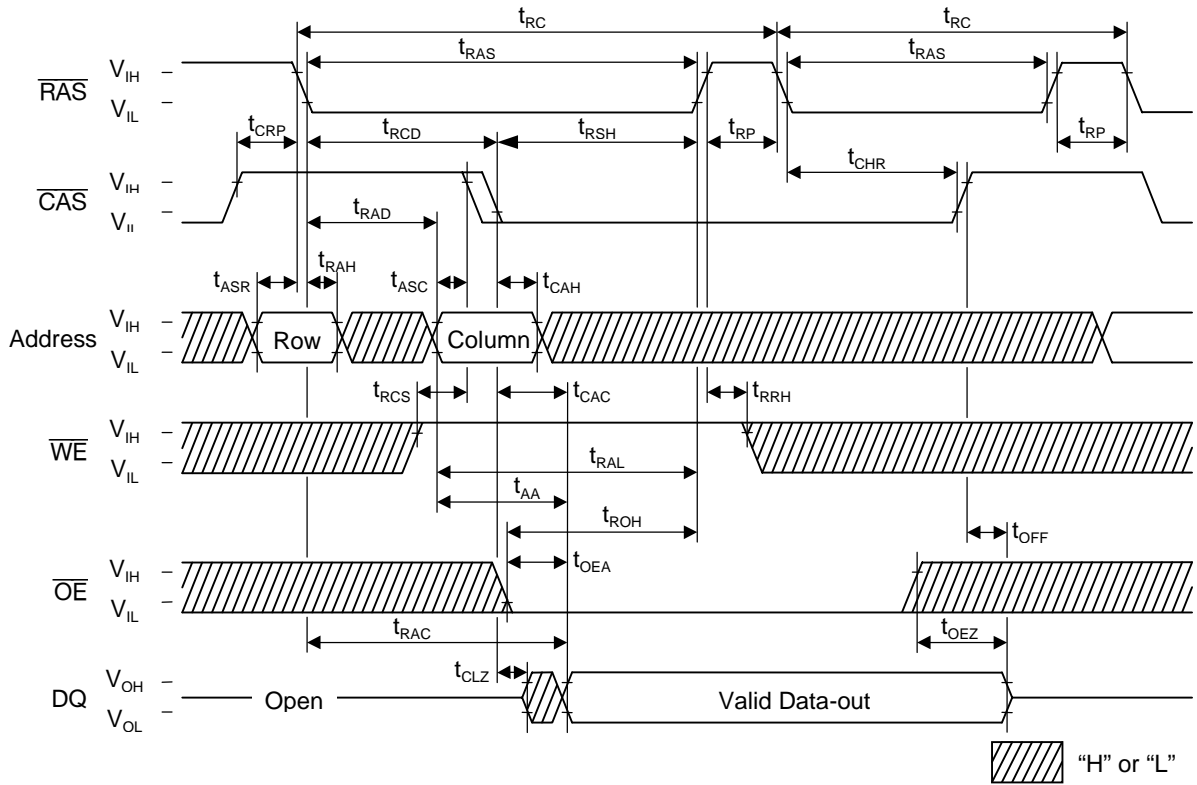 tRC tRC
tRAS tRAS
RAS VIH
VIL
tCRP tRCD tRSH tRP tCHR tRP
CAS VIH
VIL
tRAD
tASR tRAH tASC tCAH
Address VIH Row Column
VIL
tRCS tCAC tRRH
WE VIH
VIL
tRAL
tAA
tROH
tOFF
tOEA
OE VIH
VIL
tRAC tOEZ
tCLZ
DQ VOH Open Valid Data-out
VOL
“H” or “L”